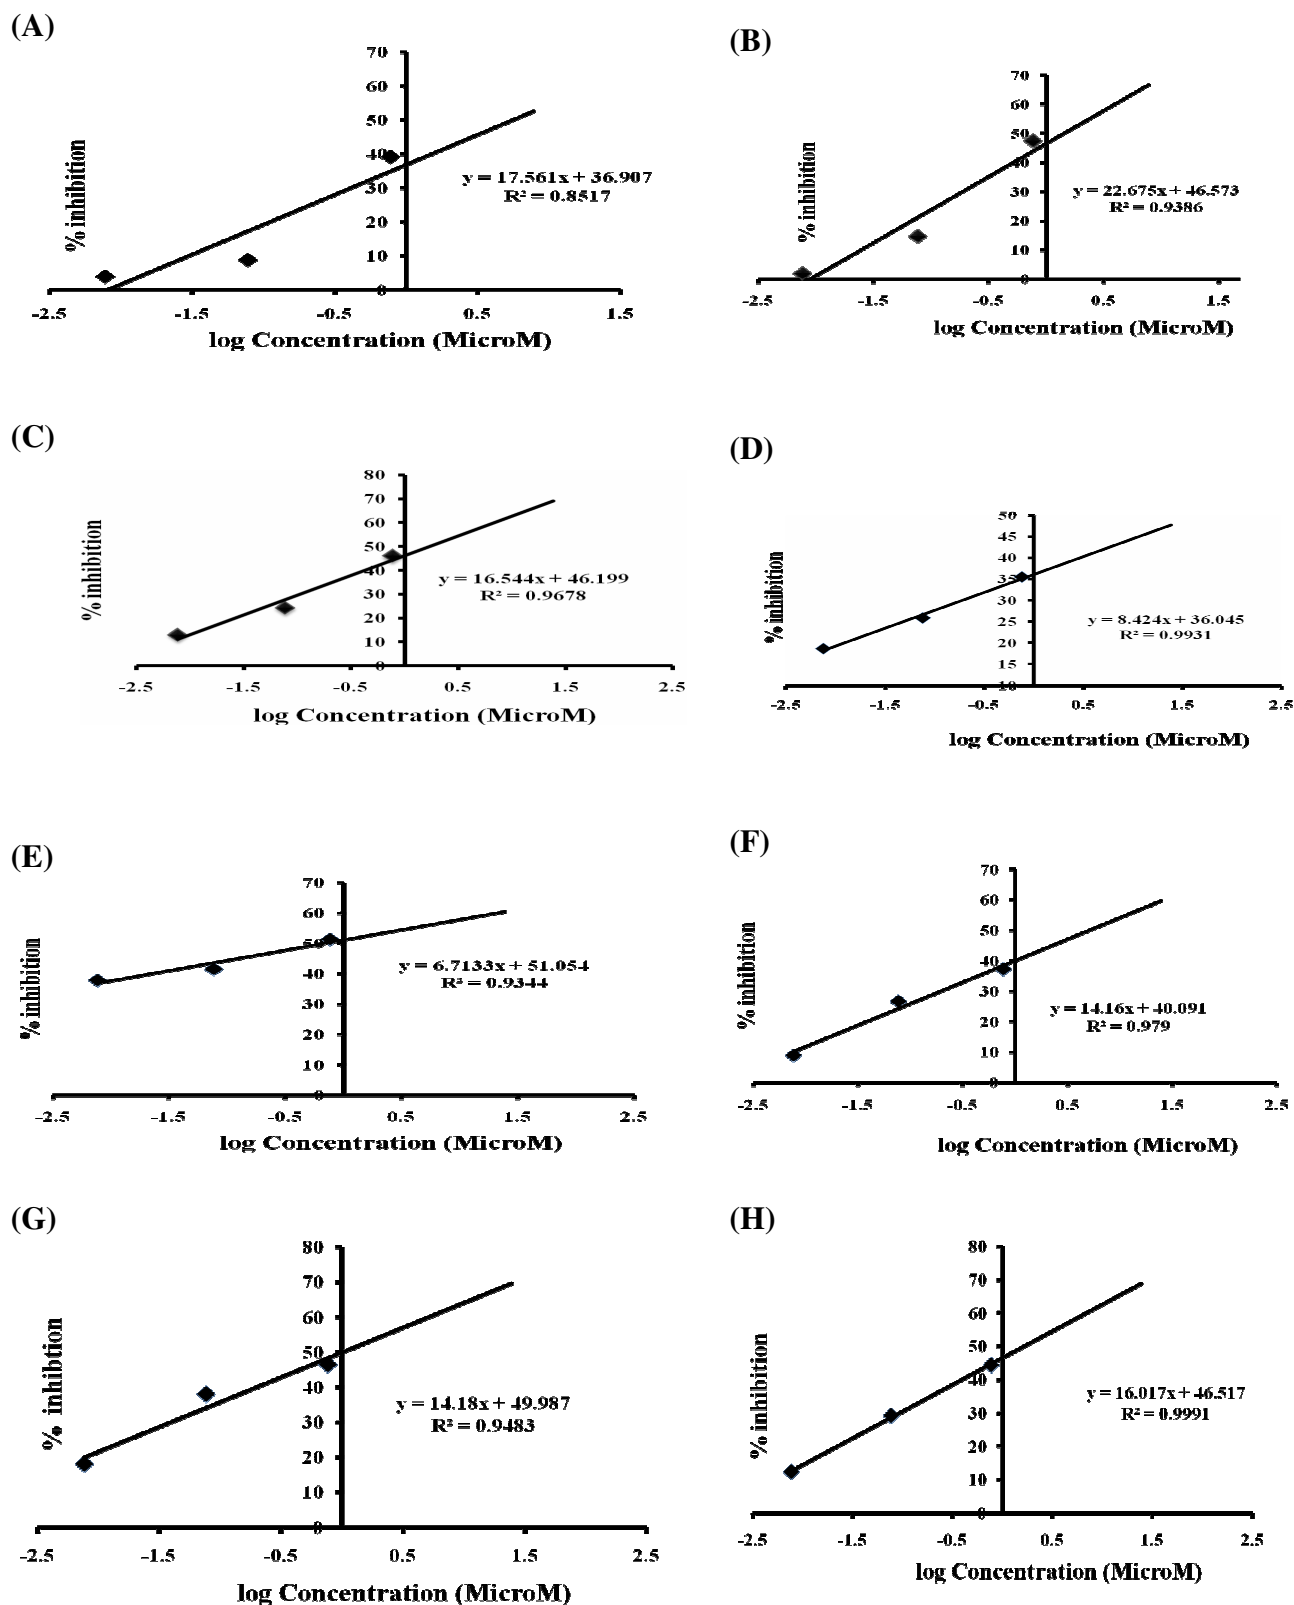 (A)
70
60
50
40
30
20
10
0
% inhibition
y = 17.561x + 36.907
R² = 0.8517
-2.5 -1.5 -0.5 0.5 1.5
log Concentration (MicroM)
(B)
70
60
50
40
30
20
10
0
% inhibition
y = 22.675x + 46.573
R² = 0.9386
-2.5 -1.5 -0.5 0.5 1.5
log Concentration (MicroM)
(C)
80
70
60
50
40
30
20
10
0
% inhibition
y = 16.544x + 46.199
R² = 0.9678
-2.5 -1.5 -0.5 0.5 1.5 2.5
log Concentration (MicroM)
(D)
50
45
40
35
30
25
20
15
10
% inhibition
y = 8.424x + 36.045
R² = 0.9931
-2.5 -1.5 -0.5 0.5 1.5 2.5
log Concentration (MicroM)
(E)
70
60
50
40
30
20
10
0
% inhibition
y = 6.7133x + 51.054
R² = 0.9344
-2.5 -1.5 -0.5 0.5 1.5 2.5
log Concentration (MicroM)
(F)
70
60
50
40
30
20
10
0
% inhibition
y = 14.16x + 40.091
R² = 0.979
-2.5 -1.5 -0.5 0.5 1.5 2.5
log Concentration (MicroM)
(G)
80
70
60
50
40
30
20
10
0
% inhibtion
y = 14.18x + 49.987
R² = 0.9483
-2.5 -1.5 -0.5 0.5 1.5 2.5
log Concentration (MicroM)
(H)
80
70
60
50
40
30
20
10
0
% inhibition
y = 16.017x + 46.517
R² = 0.9991
-2.5 -1.5 -0.5 0.5 1.5 2.5
log Concentration (MicroM)